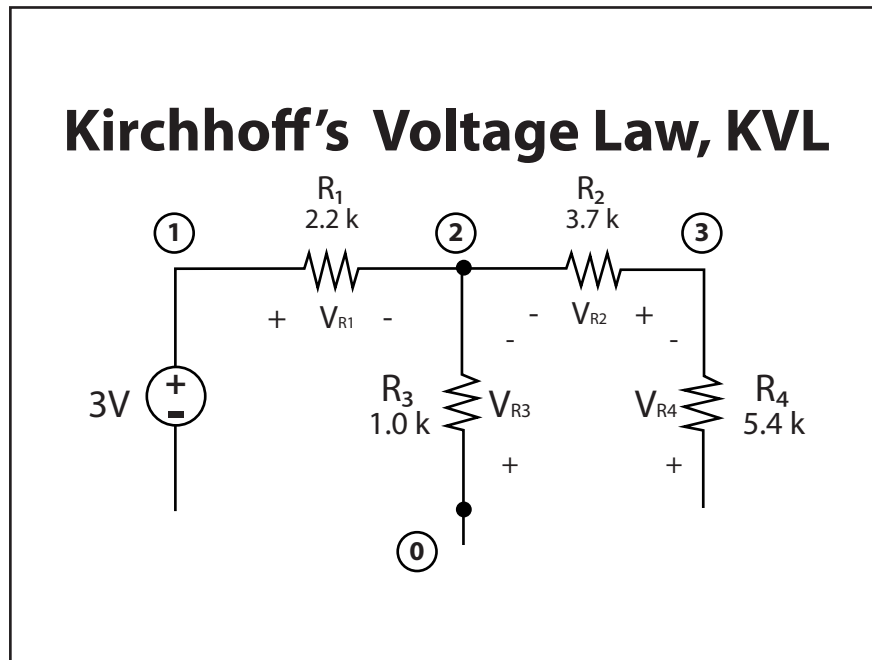 Kirchhoff's Voltage Law, KVL
R1
2.2 k
R2
3.7 k
1
2
3
+ VR1 -
- VR2 +
-
-
+
-
3V
R3
1.0 k
VR3
VR4
R4
5.4 k
+
+
0